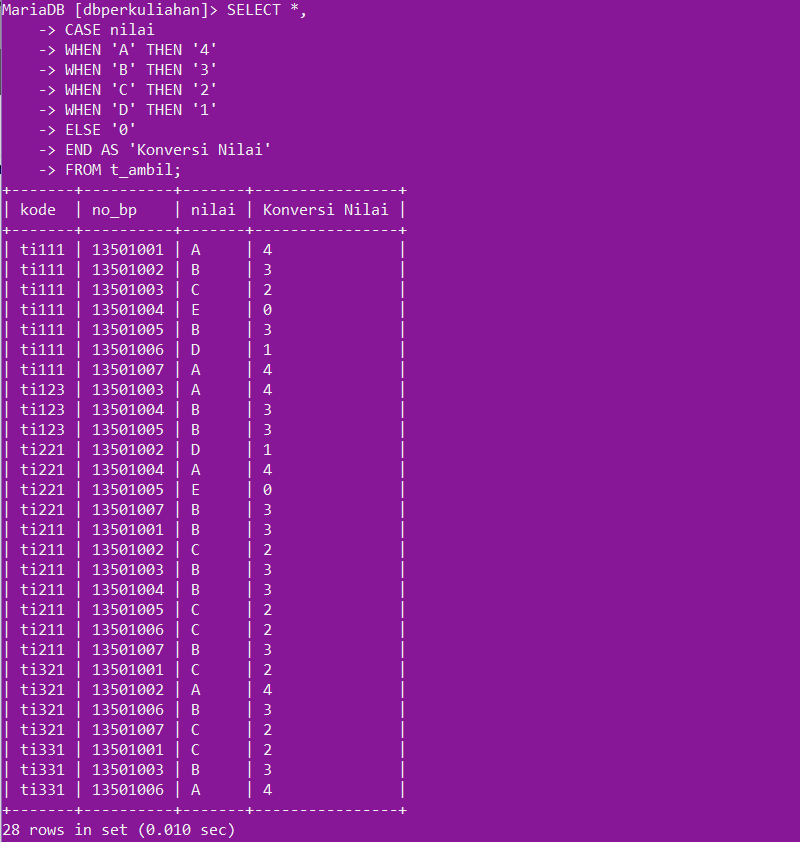 MariaDB [dbperkuliahan]> SELECT *,
    -> CASE nilai
    -> WHEN 'A' THEN '4'
    -> WHEN 'B' THEN '3'
    -> WHEN 'C' THEN '2'
    -> WHEN 'D' THEN '1'
    -> ELSE '0'
    -> END AS 'Konversi Nilai'
    -> FROM t_ambil;
+-------+----------+-------+----------------+
| kode  | no_bp    | nilai | Konversi Nilai |
+-------+----------+-------+----------------+
| ti111 | 13501001 | A     | 4              |
| ti111 | 13501002 | B     | 3              |
| ti111 | 13501003 | C     | 2              |
| ti111 | 13501004 | E     | 0              |
| ti111 | 13501005 | B     | 3              |
| ti111 | 13501006 | D     | 1              |
| ti111 | 13501007 | A     | 4              |
| ti123 | 13501003 | A     | 4              |
| ti123 | 13501004 | B     | 3              |
| ti123 | 13501005 | B     | 3              |
| ti221 | 13501002 | D     | 1              |
| ti221 | 13501004 | A     | 4              |
| ti221 | 13501005 | E     | 0              |
| ti221 | 13501007 | B     | 3              |
| ti211 | 13501001 | B     | 3              |
| ti211 | 13501002 | C     | 2              |
| ti211 | 13501003 | B     | 3              |
| ti211 | 13501004 | B     | 3              |
| ti211 | 13501005 | C     | 2              |
| ti211 | 13501006 | C     | 2              |
| ti211 | 13501007 | B     | 3              |
| ti321 | 13501001 | C     | 2              |
| ti321 | 13501002 | A     | 4              |
| ti321 | 13501006 | B     | 3              |
| ti321 | 13501007 | C     | 2              |
| ti331 | 13501001 | C     | 2              |
| ti331 | 13501003 | B     | 3              |
| ti331 | 13501006 | A     | 4              |
+-------+----------+-------+----------------+
28 rows in set (0.010 sec)